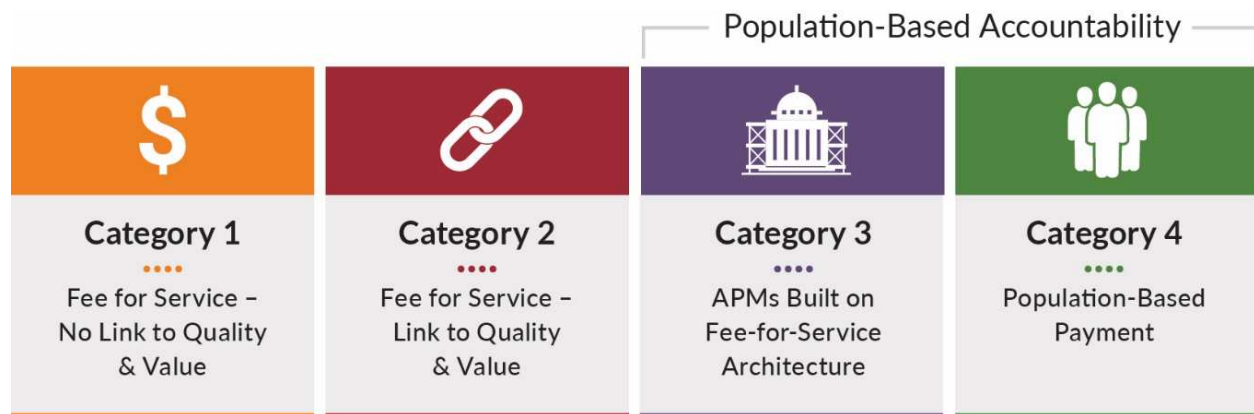 Population-Based Accountability
$
Category 1
Fee for Service –
No Link to Quality
& Value
Category 2
Fee for Service –
Link to Quality
& Value
Category 3
APMs Built on
Fee-for-Service
Architecture
Category 4
Population-Based
Payment